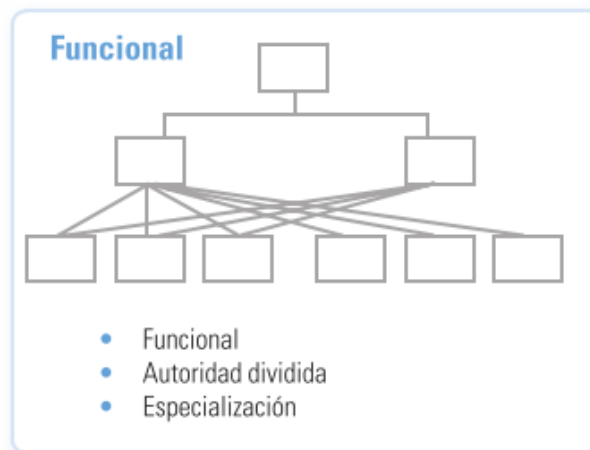 Funcional
• Funcional
• Autoridad dividida
• Especialización